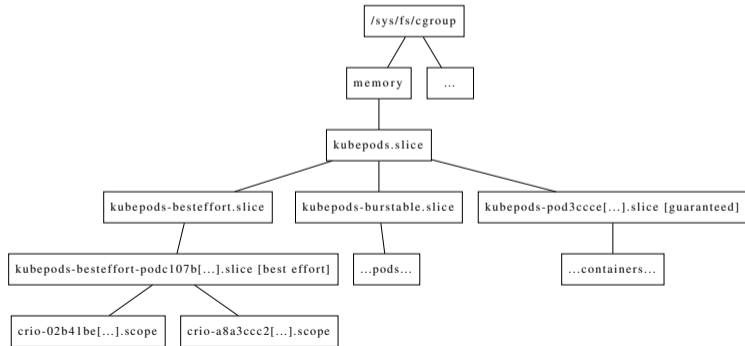 /sys/fs/cgroup
memory
...
kubepods.slice
kubepods-besteffort.slice
kubepods-burstable.slice
kubepods-pod3ccce[...].slice [guaranteed]
kubepods-besteffort-podc107b[...].slice [best effort]
...pods...
...containers...
crio-02b41be[...].scope
crio-a8a3ccc2[...].scope